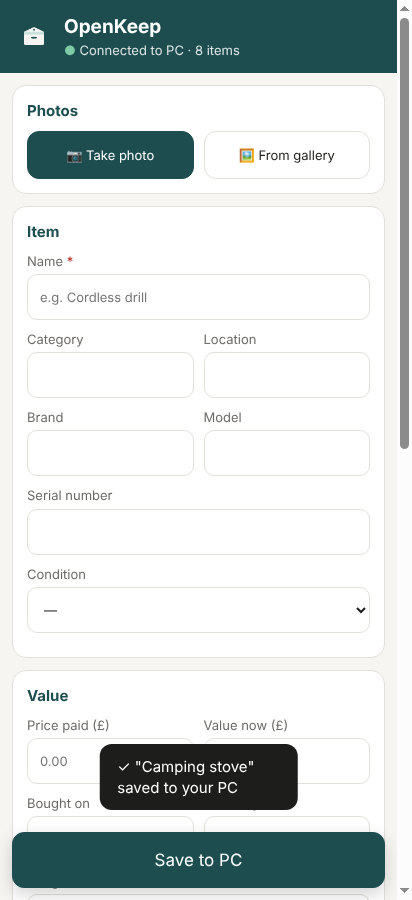 OpenKeep
Connected to PC · 8 items
Photos
📷 Take photo
🖼️ From gallery
Item
Name *
e.g. Cordless drill
Category
Location
Brand
Model
Serial number
Condition
—
Value
Price paid (£)
Value now (£)
0.00
✓ "Camping stove"
saved to your PC
Bought on
Save to PC